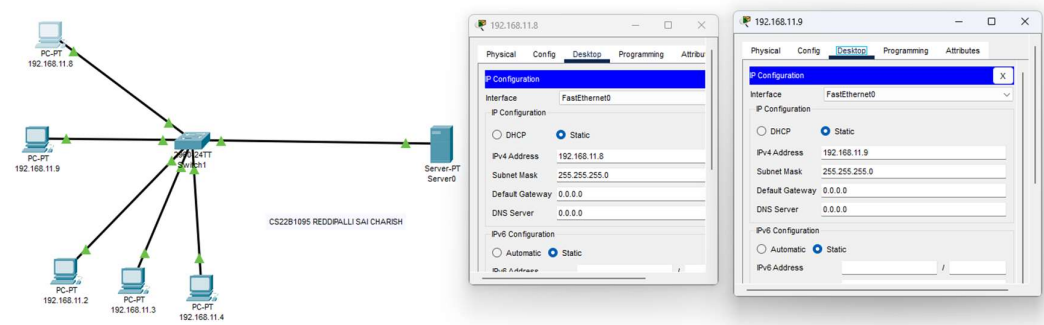 PC-PT
192.168.11.8
PC-PT
192.168.11.9
2960-24TT
Switch1
Server-PT
Server0
CS22B1095 REDDIPALLI SAI CHARISH
PC-PT
192.168.11.2
PC-PT
192.168.11.3
PC-PT
192.168.11.4
192.168.11.8
Physical Config Desktop Programming Attribu
IP Configuration
Interface FastEthernet0
IP Configuration
DHCP Static
IPv4 Address 192.168.11.8
Subnet Mask 255.255.255.0
Default Gateway 0.0.0.0
DNS Server 0.0.0.0
IPv6 Configuration
Automatic Static
IPv6 Address /
192.168.11.9
Physical Config Desktop Programming Attributes
IP Configuration X
Interface FastEthernet0
IP Configuration
DHCP Static
IPv4 Address 192.168.11.9
Subnet Mask 255.255.255.0
Default Gateway 0.0.0.0
DNS Server 0.0.0.0
IPv6 Configuration
Automatic Static
IPv6 Address /